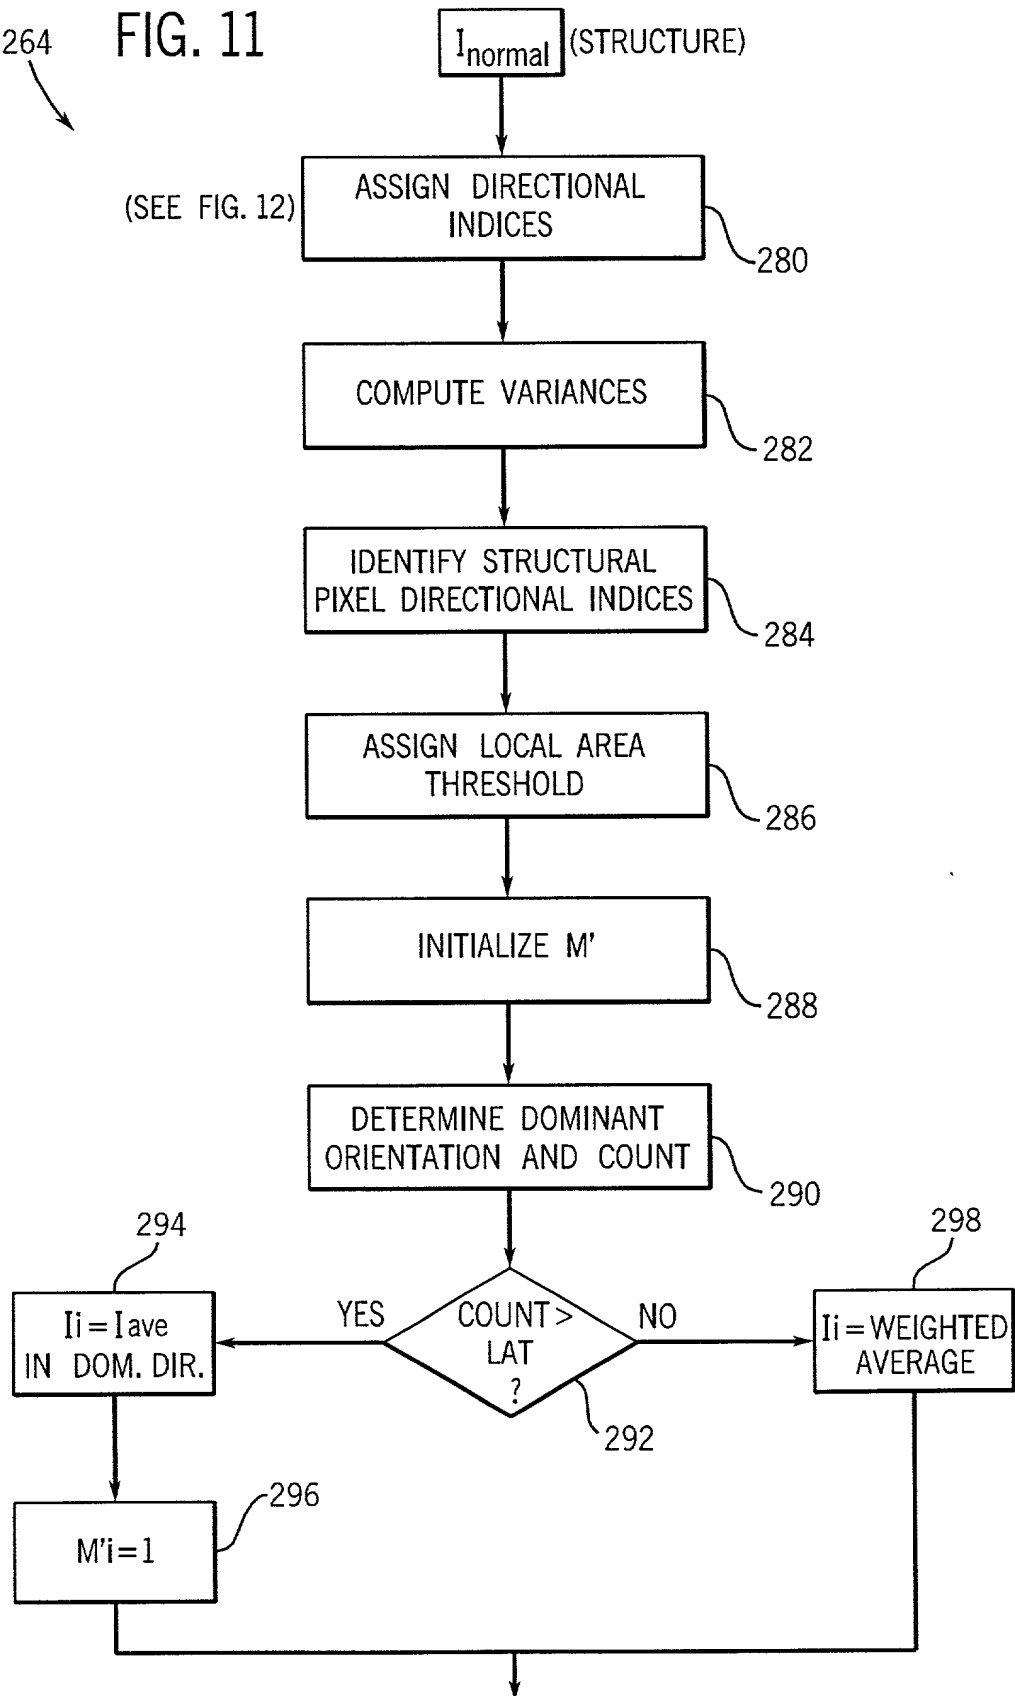 264
FIG. 11
Inormal (STRUCTURE)
(SEE FIG. 12)
ASSIGN DIRECTIONAL
INDICES
280
COMPUTE VARIANCES
282
IDENTIFY STRUCTURAL
PIXEL DIRECTIONAL INDICES
284
ASSIGN LOCAL AREA
THRESHOLD
286
INITIALIZE M'
288
DETERMINE DOMINANT
ORIENTATION AND COUNT
290
294
Ii = Iave
IN DOM. DIR.
YES
COUNT >
LAT
?
NO
292
298
Ii = WEIGHTED
AVERAGE
296
M'i = 1